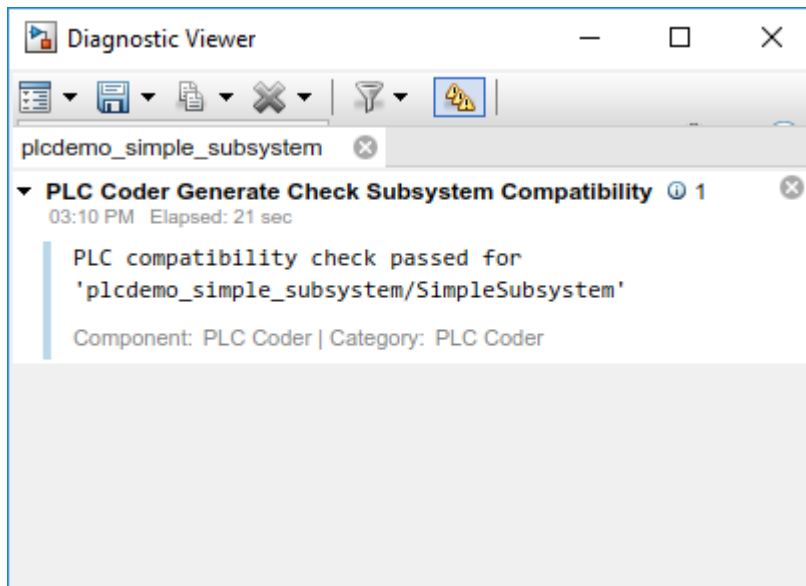 Diagnostic Viewer
plcdemo_simple_subsystem
PLC Coder Generate Check Subsystem Compatibility 1
03:10 PM Elapsed: 21 sec
PLC compatibility check passed for
'plcdemo_simple_subsystem/SimpleSubsystem'
Component: PLC Coder | Category: PLC Coder